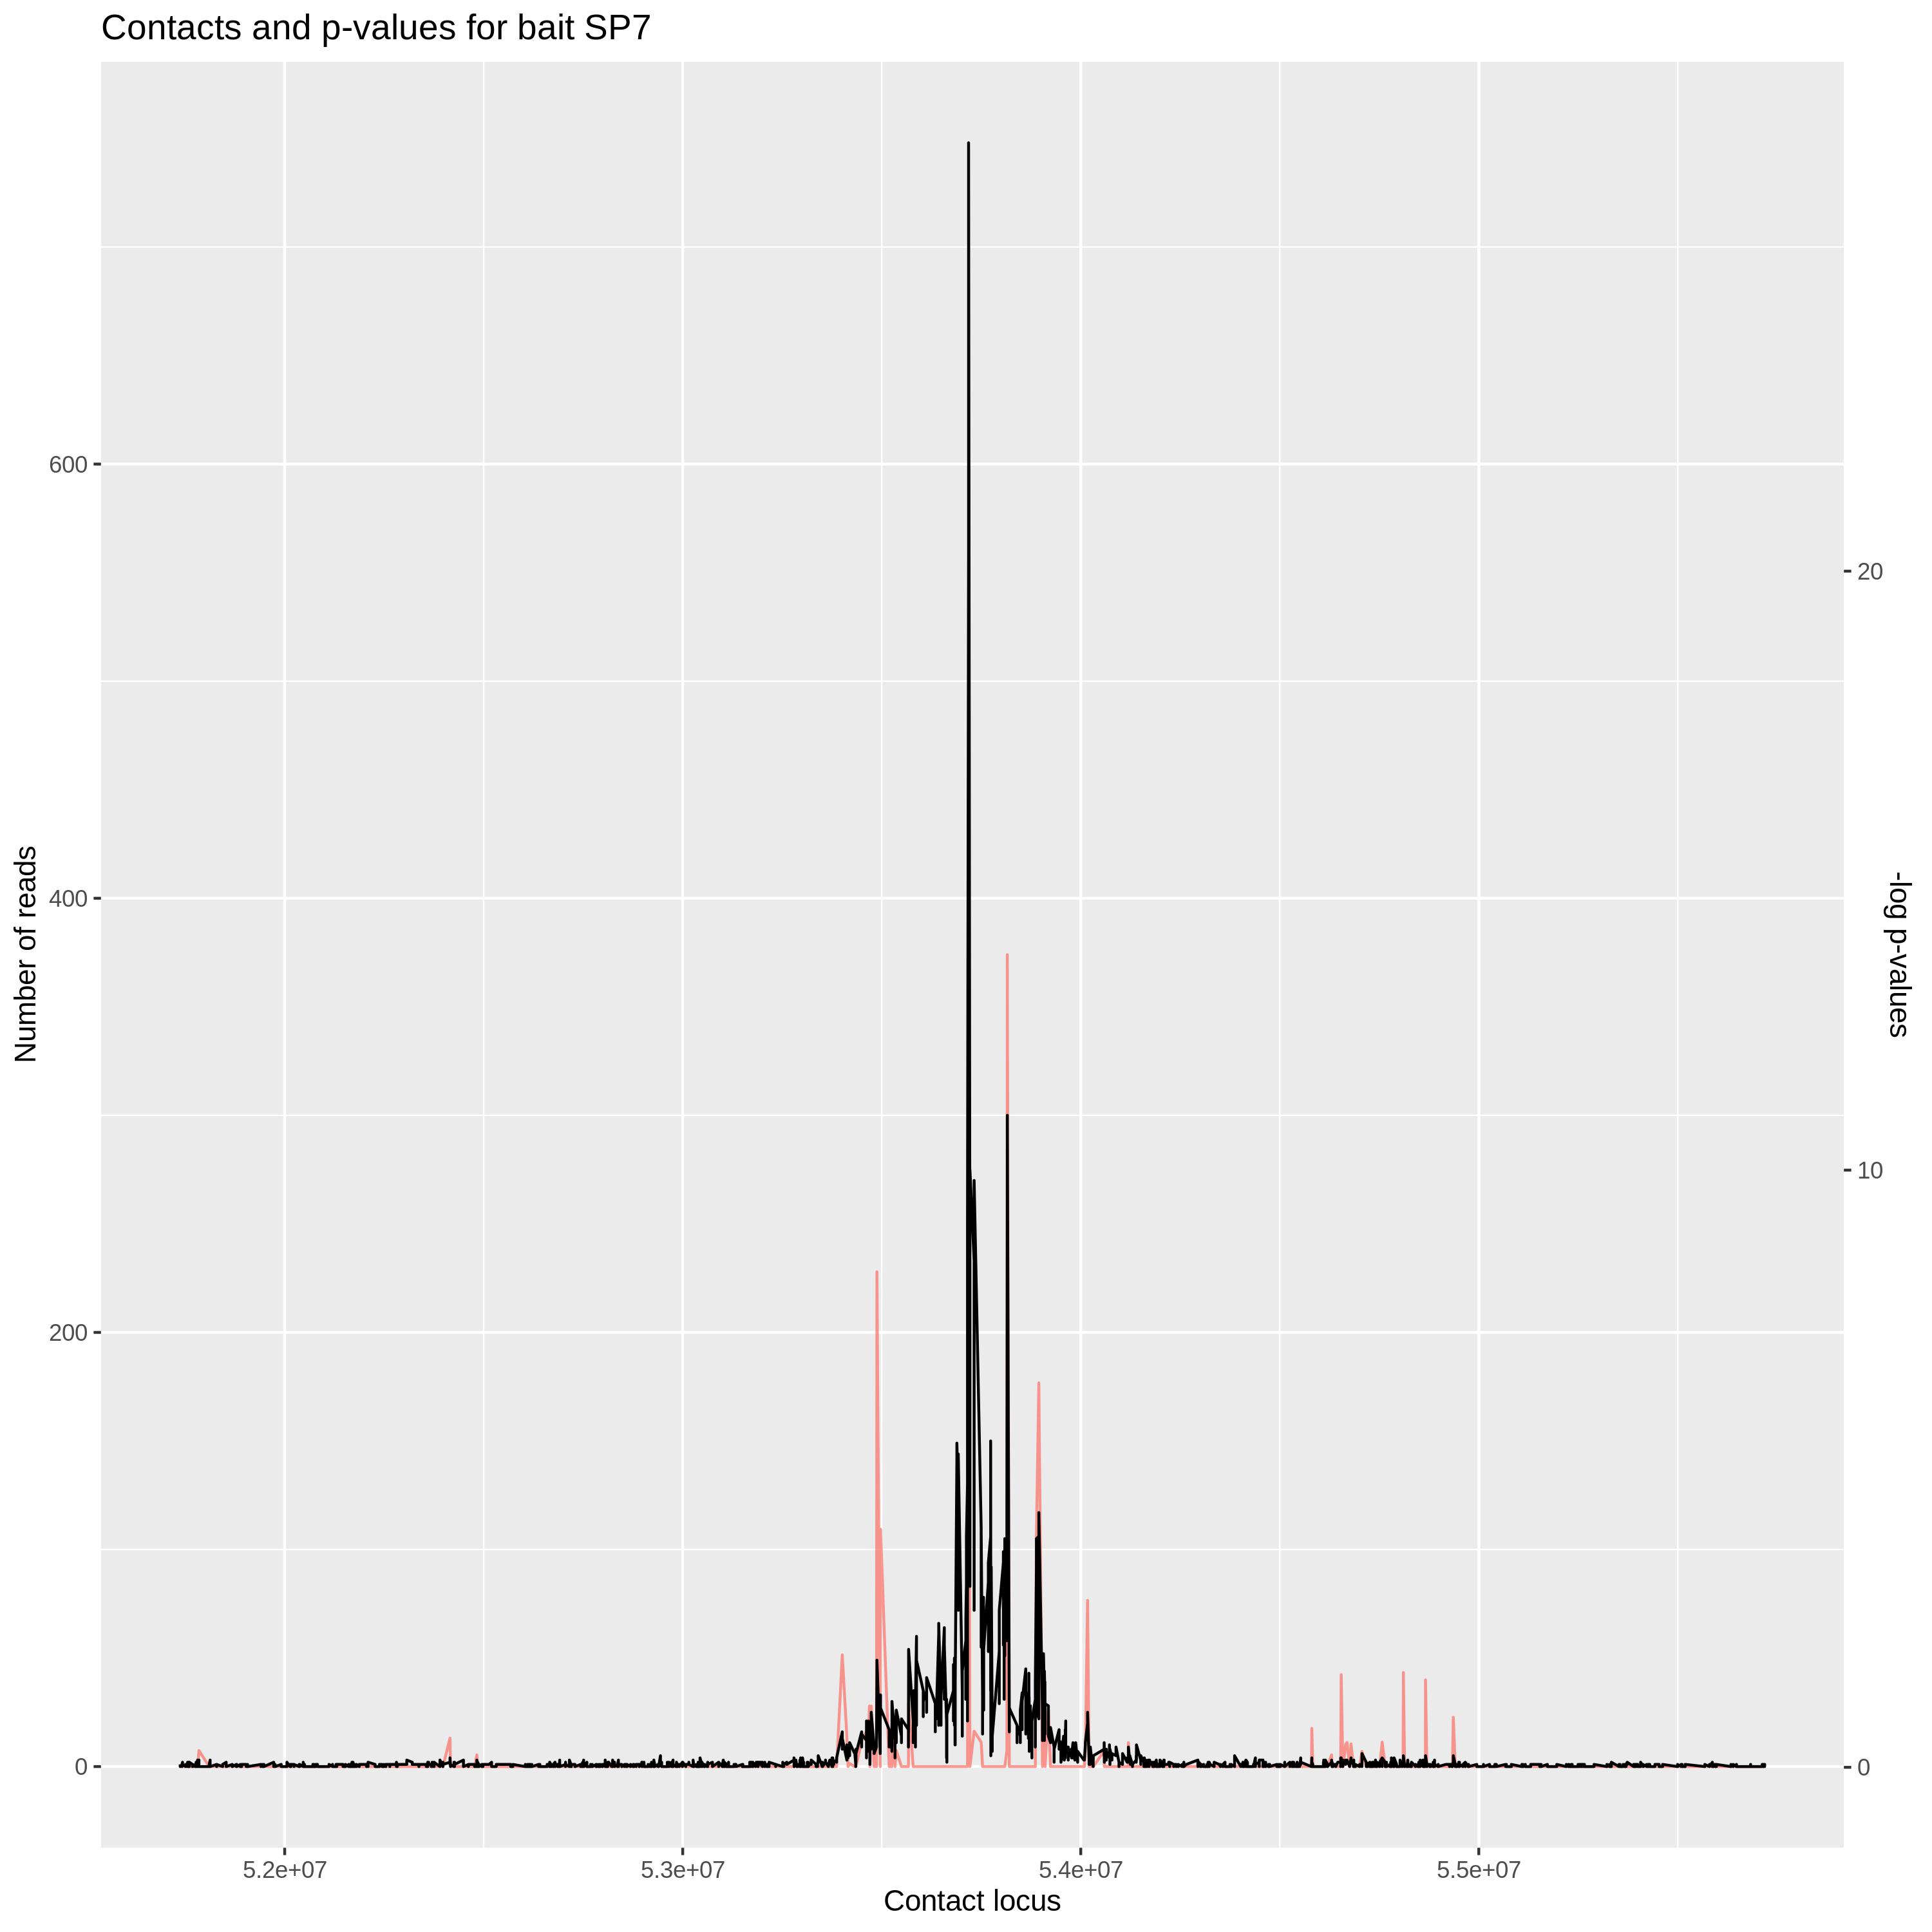 Contacts and p-values for bait SP7
600
400
200
0
Number of reads
20
10
0
-log p-values
5.2e+07
5.3e+07
5.4e+07
5.5e+07
Contact locus